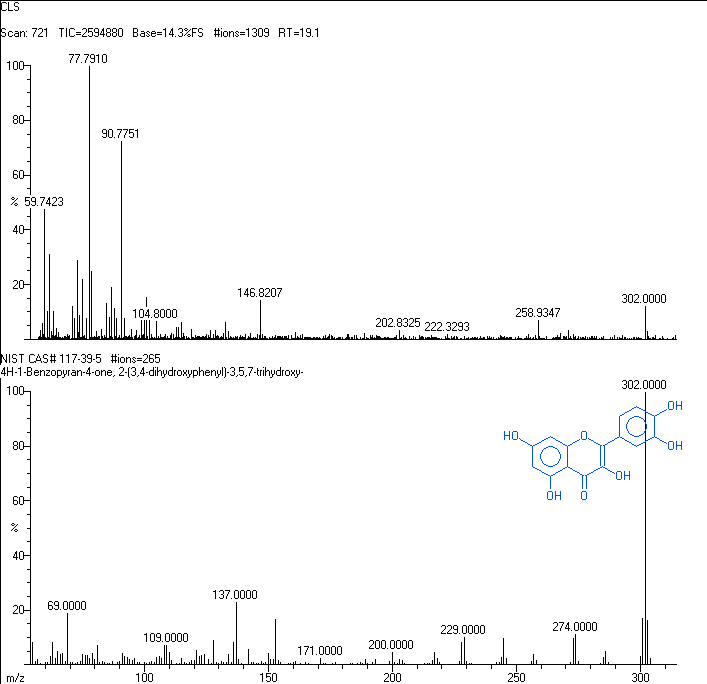 CLS
Scan: 721 TIC=2594880 Base=14.3%FS #ions=1309 RT=19.1
100
77.7910
80
90.7751
60
% 59.7423
40
20
146.8207
104.8000
302.0000
258.9347
202.8325
222.3293
NIST CAS# 117-39-5 #ions=265
4H-1-Benzopyran-4-one, 2-(3,4-dihydroxyphenyl)-3,5,7-trihydroxy-
100
302.0000
OH
HO
O
OH
OH
OH
O
80
60
%
40
20
69.0000
137.0000
109.0000
171.0000
200.0000
229.0000
274.0000
m/z
100
150
200
250
300